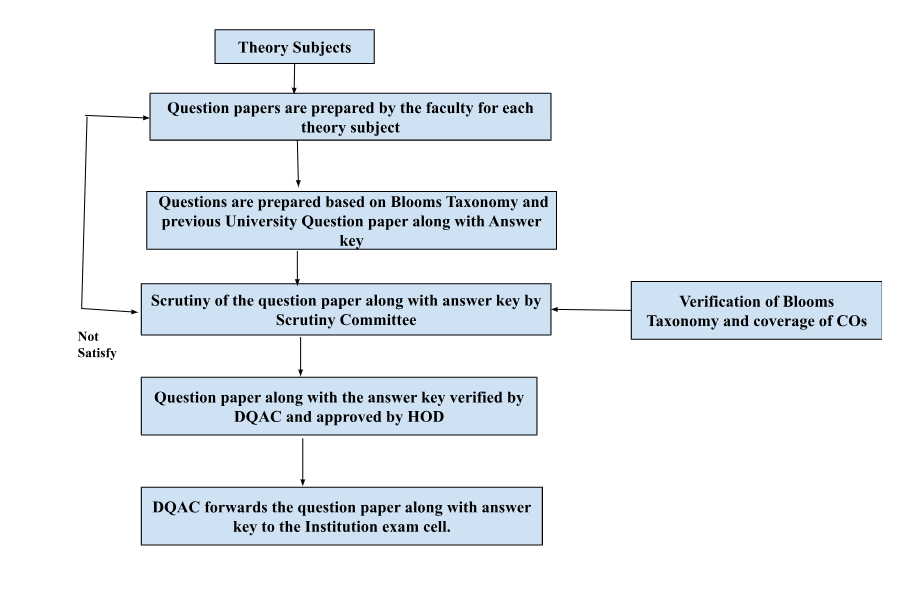 Theory Subjects
Question papers are prepared by the faculty for each
theory subject
Questions are prepared based on Blooms Taxonomy and
previous University Question paper along with Answer
key
Scrutiny of the question paper along with answer key by
Scrutiny Committee
Verification of Blooms
Taxonomy and coverage of COs
Not
Satisfy
Question paper along with the answer key verified by
DQAC and approved by HOD
DQAC forwards the question paper along with answer
key to the Institution exam cell.